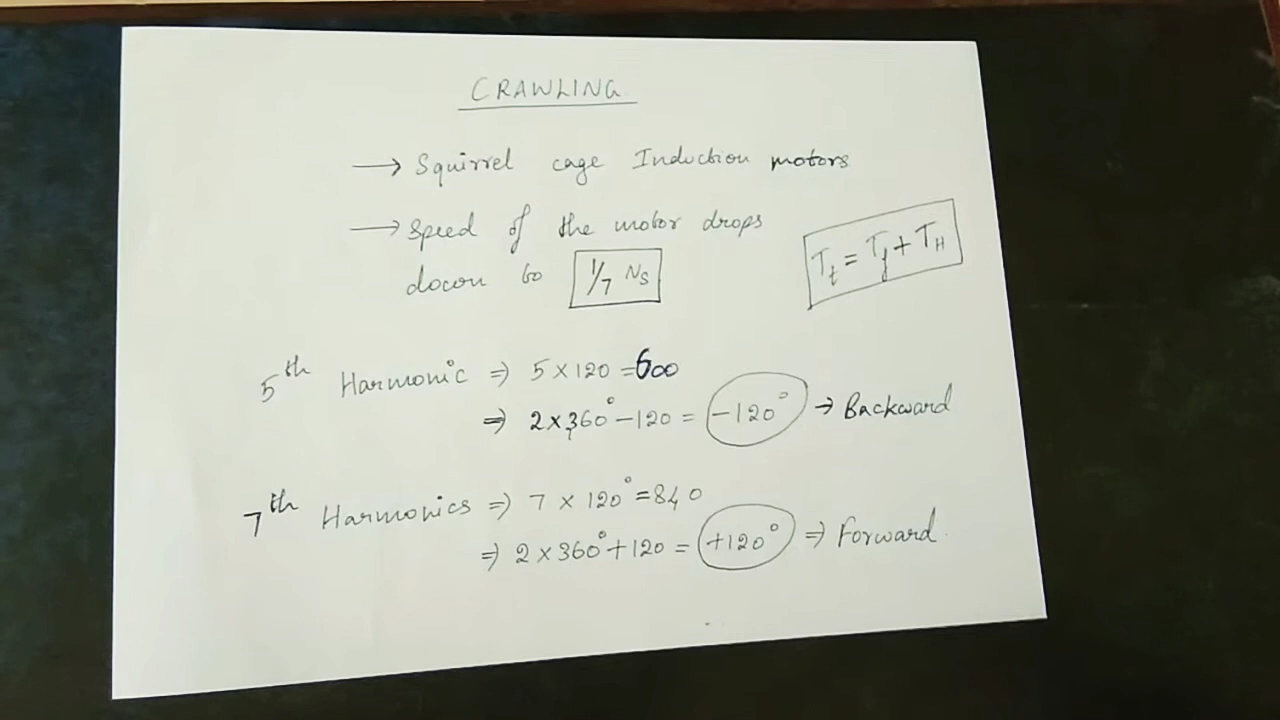 CRAWLING
→ Squirrel cage Induction motors
→ Speed of the motor drops
down to 1/7 Ns
Tt = Tf + TH
5th Harmonic ⇒ 5 × 120 = 600
⇒ 2 × 360° − 120 = −120° → Backward
7th Harmonics ⇒ 7 × 120° = 840
⇒ 2 × 360° + 120 = +120° ⇒ Forward.